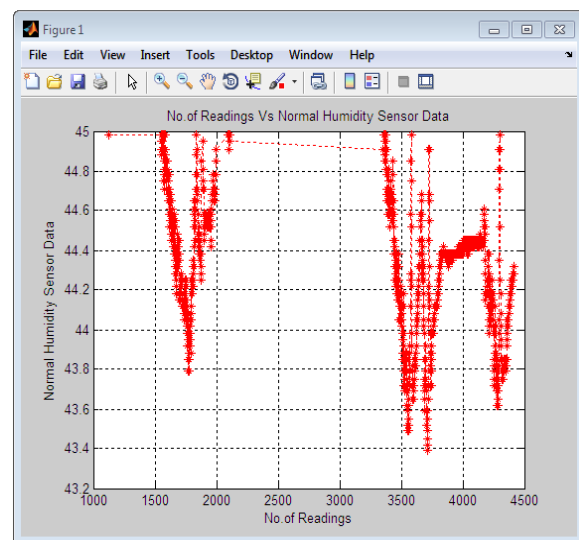 Figure 1
File Edit View Insert Tools Desktop Window Help
No.of Readings Vs Normal Humidity Sensor Data
45
44.8
44.6
44.4
44.2
44
43.8
43.6
43.4
43.2
Normal Humidity Sensor Data
1000 1500 2000 2500 3000 3500 4000 4500
No.of Readings